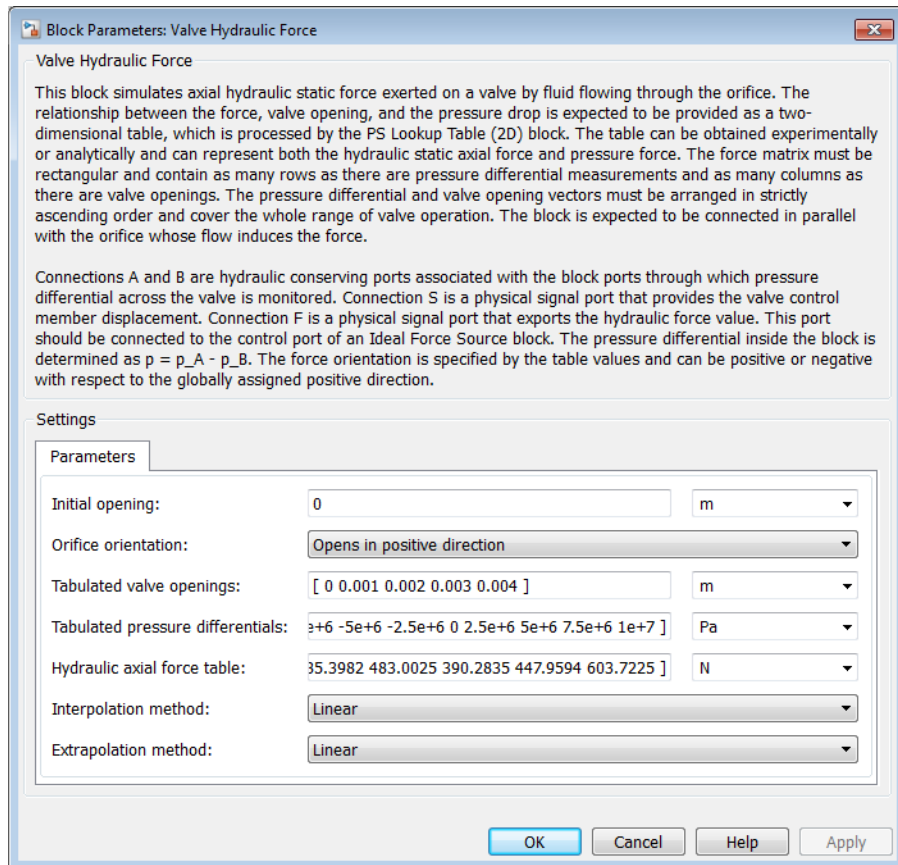 Block Parameters: Valve Hydraulic Force
Valve Hydraulic Force
This block simulates axial hydraulic static force exerted on a valve by fluid flowing through the orifice. The
relationship between the force, valve opening, and the pressure drop is expected to be provided as a two-
dimensional table, which is processed by the PS Lookup Table (2D) block. The table can be obtained experimentally
or analytically and can represent both the hydraulic static axial force and pressure force. The force matrix must be
rectangular and contain as many rows as there are pressure differential measurements and as many columns as
there are valve openings. The pressure differential and valve opening vectors must be arranged in strictly
ascending order and cover the whole range of valve operation. The block is expected to be connected in parallel
with the orifice whose flow induces the force.
Connections A and B are hydraulic conserving ports associated with the block ports through which pressure
differential across the valve is monitored. Connection S is a physical signal port that provides the valve control
member displacement. Connection F is a physical signal port that exports the hydraulic force value. This port
should be connected to the control port of an Ideal Force Source block. The pressure differential inside the block is
determined as p = p_A - p_B. The force orientation is specified by the table values and can be positive or negative
with respect to the globally assigned positive direction.
Settings
Parameters
Initial opening: 0 m
Orifice orientation: Opens in positive direction
Tabulated valve openings: [ 0 0.001 0.002 0.003 0.004 ] m
Tabulated pressure differentials: e+6 -5e+6 -2.5e+6 0 2.5e+6 5e+6 7.5e+6 1e+7 ] Pa
Hydraulic axial force table: 35.3982 483.0025 390.2835 447.9594 603.7225 ] N
Interpolation method: Linear
Extrapolation method: Linear
OK Cancel Help Apply